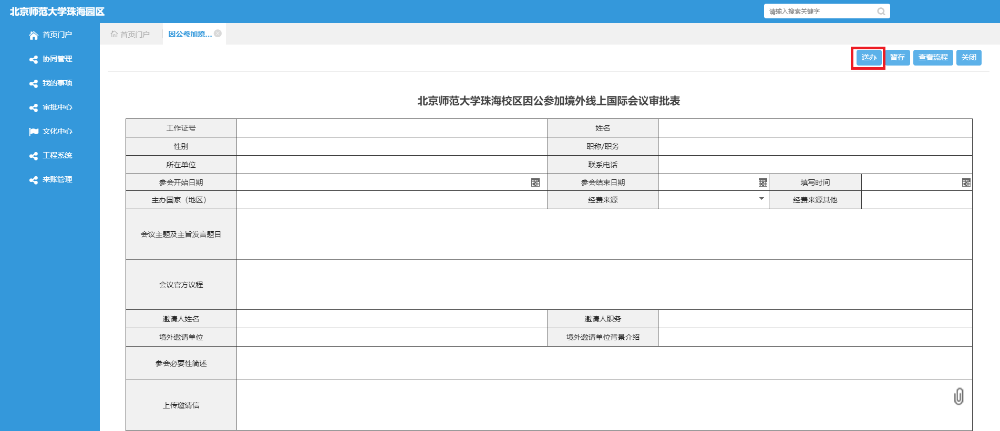 北京师范大学珠海园区
请输入搜索关键字
首页门户
协同管理
我的事项
审批中心
文化中心
工程系统
来账管理
首页门户
因公参加境...
送办 暂存 查看流程 关闭
北京师范大学珠海校区因公参加境外线上国际会议审批表
工作证号 姓名
性别 职称/职务
所在单位 联系电话
参会开始日期 参会结束日期 填写时间
主办国家（地区） 经费来源 经费来源其他
会议主题及主旨发言题目
会议官方议程
邀请人姓名 邀请人职务
境外邀请单位 境外邀请单位背景介绍
参会必要性简述
上传邀请信